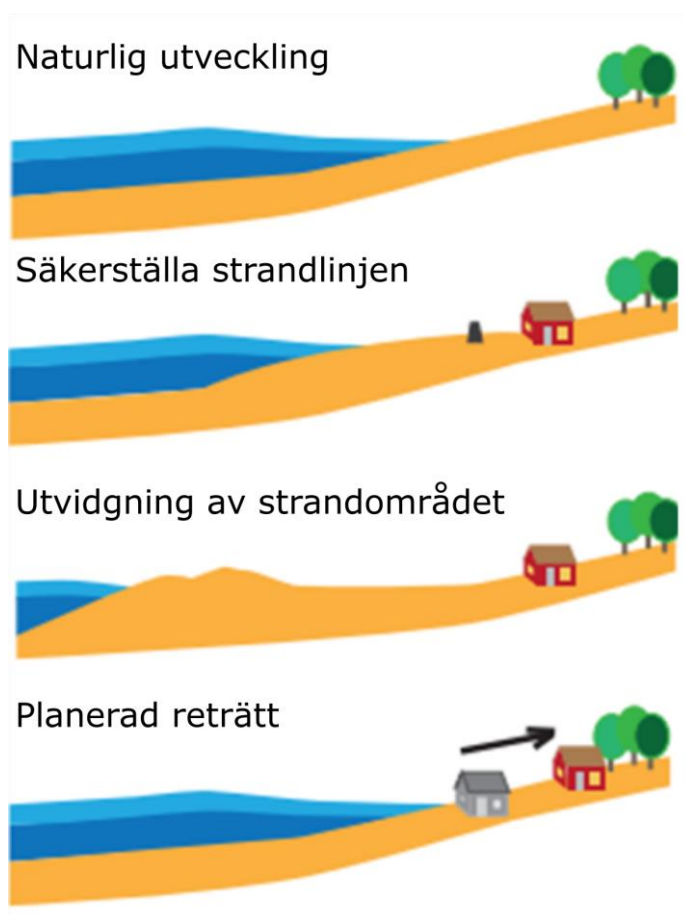 Naturlig utveckling
Säkerställa strandlinjen
Utvidgning av strandområdet
Planerad reträtt